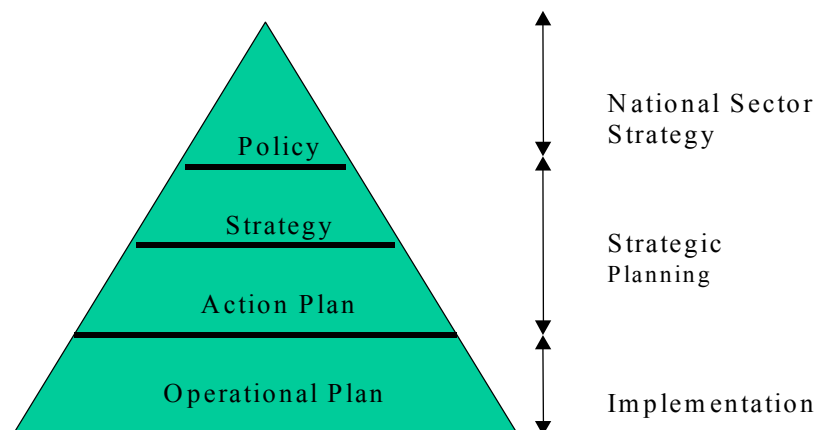 Policy
Strategy
Action Plan
Operational Plan
National Sector
Strategy
Strategic
Planning
Implementation